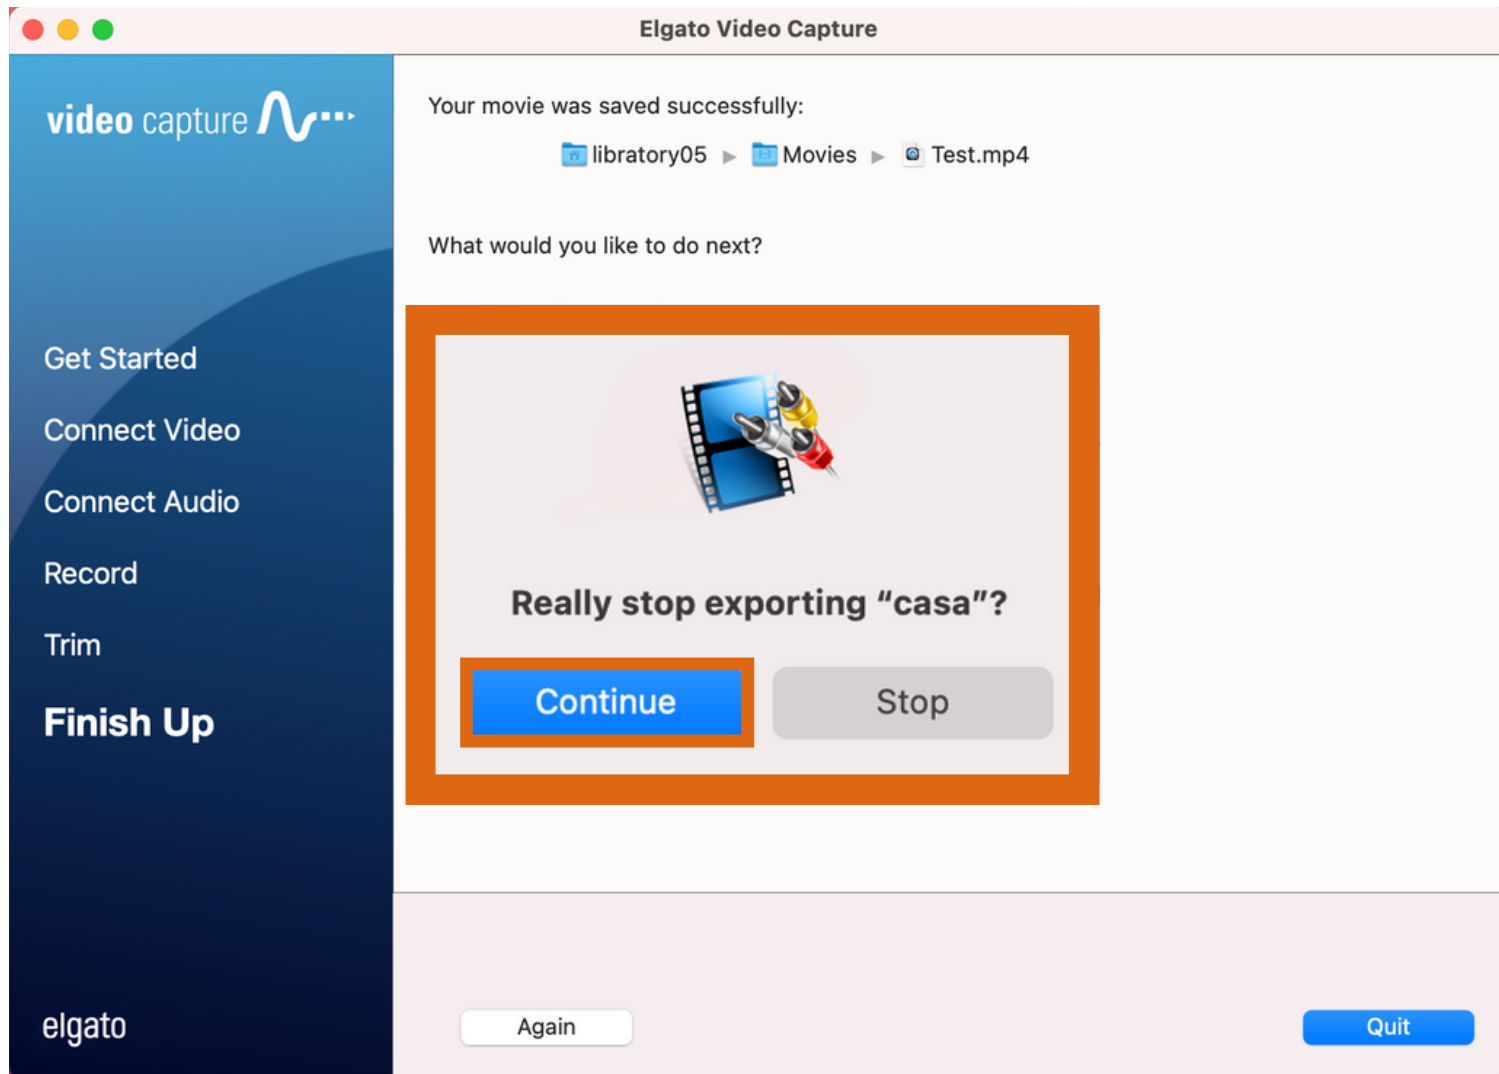 Elgato Video Capture
video capture
Your movie was saved successfully:
libratory05 ▶ Movies ▶ Test.mp4
What would you like to do next?
Get Started
Connect Video
Connect Audio
Record
Trim
Finish Up
Really stop exporting “casa”?
Continue Stop
elgato
Again Quit